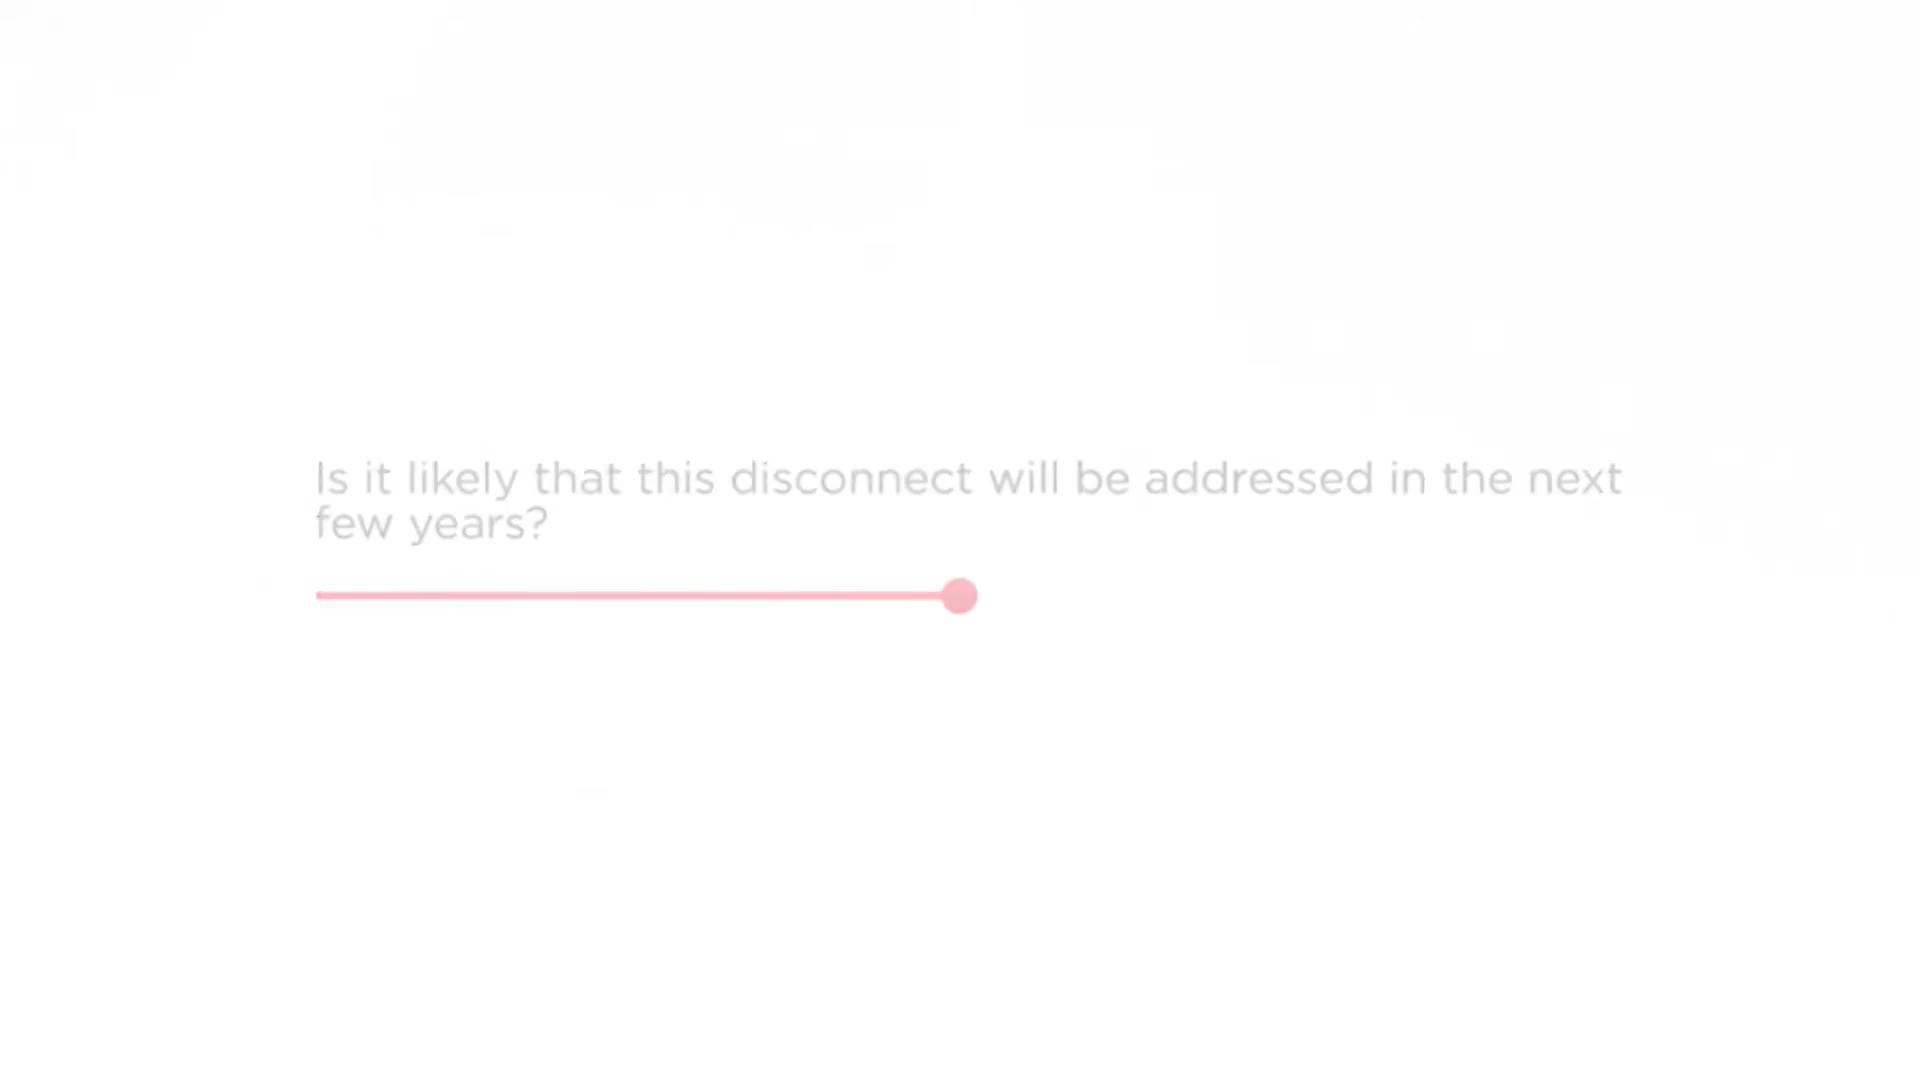 Is it likely that this disconnect will be addressed in the next
few years?